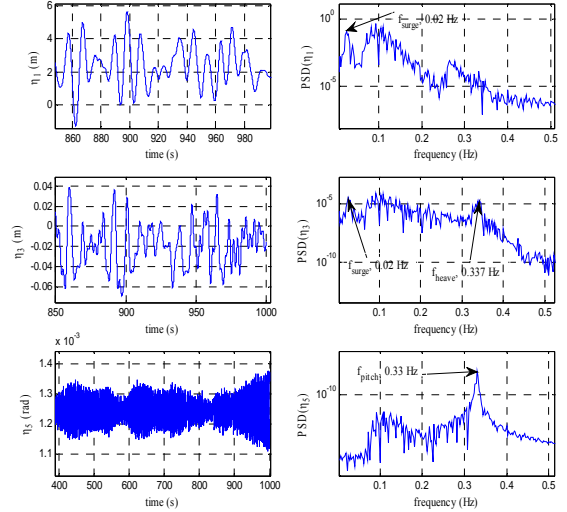 η1 (m)
6
4
2
0
860 880 900 920 940 960 980
time (s)
PSD(η1)
10^0
10^-5
fsurge, 0.02 Hz
0.1 0.2 0.3 0.4 0.5
frequency (Hz)
η3 (m)
0.04
0.02
0
-0.02
-0.04
-0.06
850 900 950 1000
time (s)
PSD(η3)
10^-5
10^-10
fsurge, 0.02 Hz
fheave, 0.337 Hz
0.1 0.2 0.3 0.4 0.5
frequency (Hz)
x 10^-3
η5 (rad)
1.4
1.3
1.2
1.1
400 500 600 700 800 900 1000
time (s)
PSD(η5)
10^-10
fpitch, 0.33 Hz
0.1 0.2 0.3 0.4 0.5
frequency (Hz)